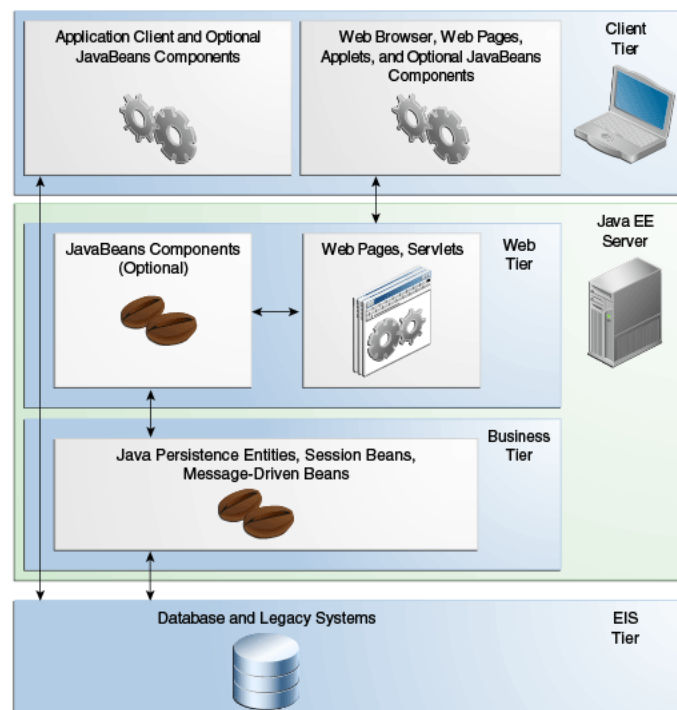 Application Client and Optional
JavaBeans Components
Web Browser, Web Pages,
Applets, and Optional JavaBeans
Components
Client
Tier
Java EE
Server
JavaBeans Components
(Optional)
Web Pages, Servlets
Web
Tier
Java Persistence Entities, Session Beans,
Message-Driven Beans
Business
Tier
Database and Legacy Systems
EIS
Tier